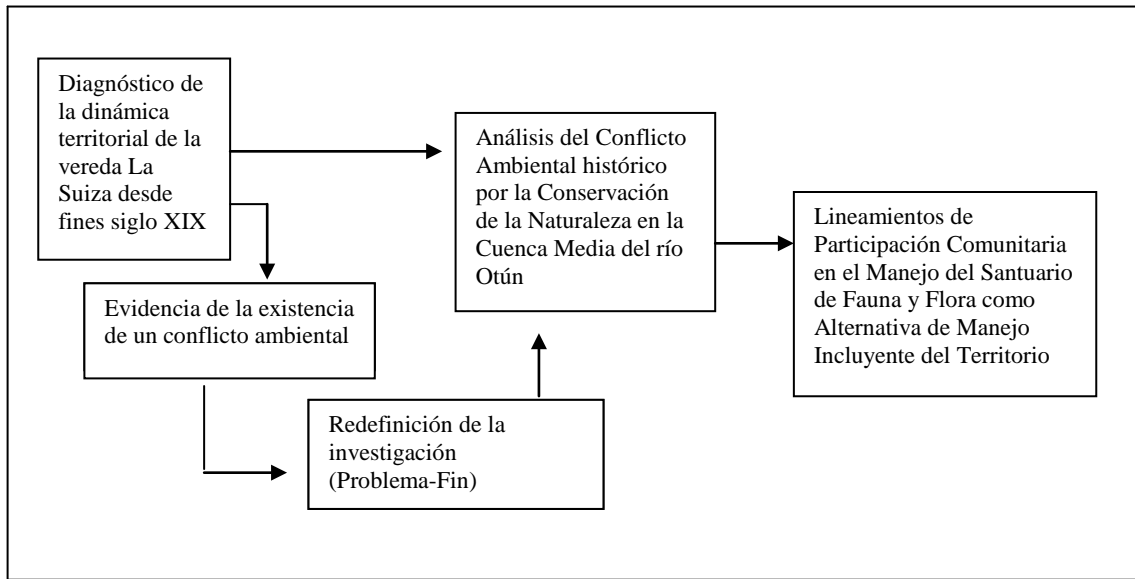 Diagnóstico de
la dinámica
territorial de la
vereda La
Suiza desde
fines siglo XIX
Evidencia de la existencia
de un conflicto ambiental
Redefinición de la
investigación
(Problema-Fin)
Análisis del Conflicto
Ambiental histórico
por la Conservación
de la Naturaleza en la
Cuenca Media del río
Otún
Lineamientos de
Participación Comunitaria
en el Manejo del Santuario
de Fauna y Flora como
Alternativa de Manejo
Incluyente del Territorio